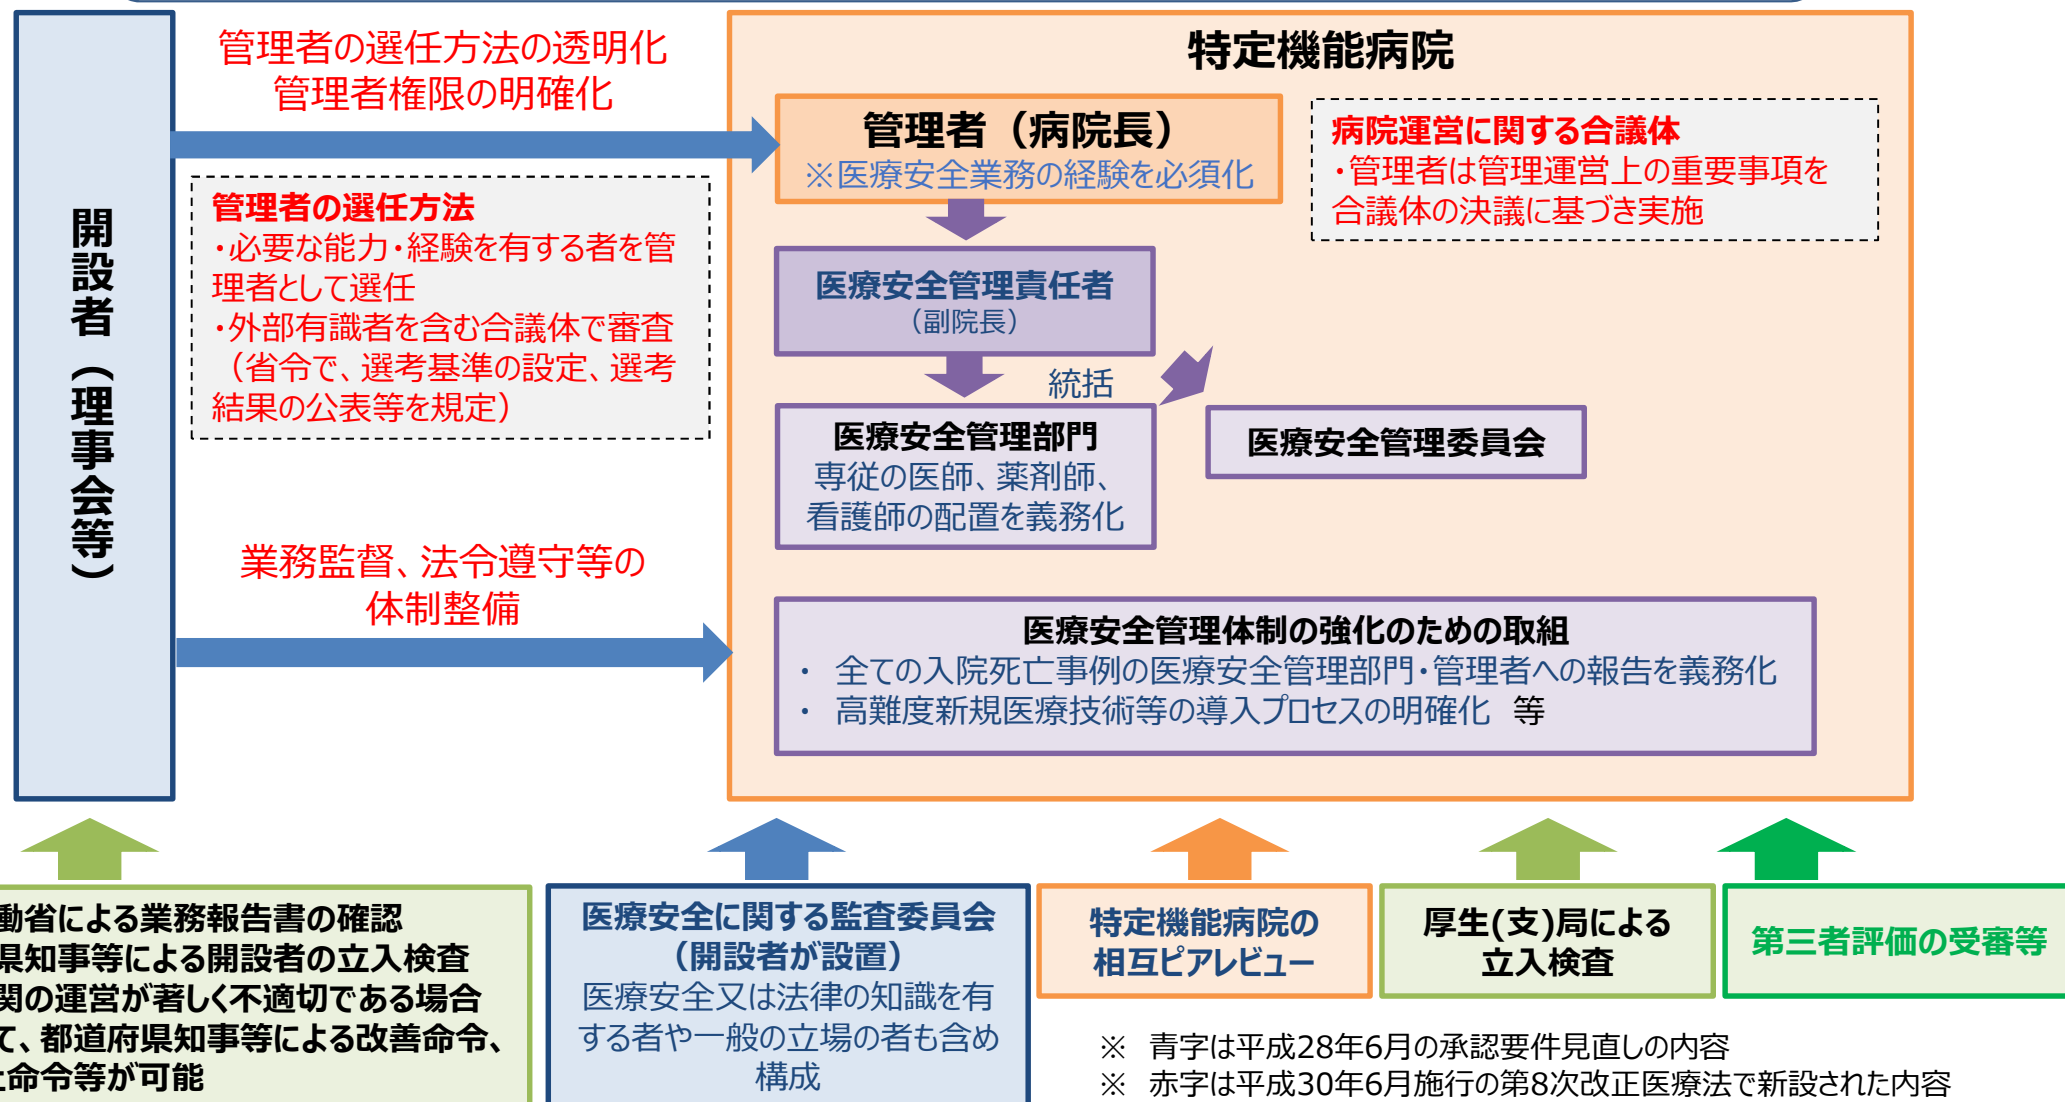 開設者（理事会等）
管理者の選任方法の透明化
管理者権限の明確化
管理者の選任方法
・必要な能力・経験を有する者を管
理者として選任
・外部有識者を含む合議体で審査
（省令で、選考基準の設定、選考
結果の公表等を規定）
業務監督、法令遵守等の
体制整備
特定機能病院
管理者（病院長）
※医療安全業務の経験を必須化
病院運営に関する合議体
・管理者は管理運営上の重要事項を
合議体の決議に基づき実施
医療安全管理責任者
（副院長）
統括
医療安全管理部門
専従の医師、薬剤師、
看護師の配置を義務化
医療安全管理委員会
医療安全管理体制の強化のための取組
・ 全ての入院死亡事例の医療安全管理部門・管理者への報告を義務化
・ 高難度新規医療技術等の導入プロセスの明確化 等
働省による業務報告書の確認
県知事等による開設者の立入検査
関の運営が著しく不適切である場合
て、都道府県知事等による改善命令、
命令等が可能
医療安全に関する監査委員会
（開設者が設置）
医療安全又は法律の知識を有
する者や一般の立場の者も含め
構成
特定機能病院の
相互ピアレビュー
厚生(支)局による
立入検査
第三者評価の受審等
※ 青字は平成28年6月の承認要件見直しの内容
※ 赤字は平成30年6月施行の第8次改正医療法で新設された内容